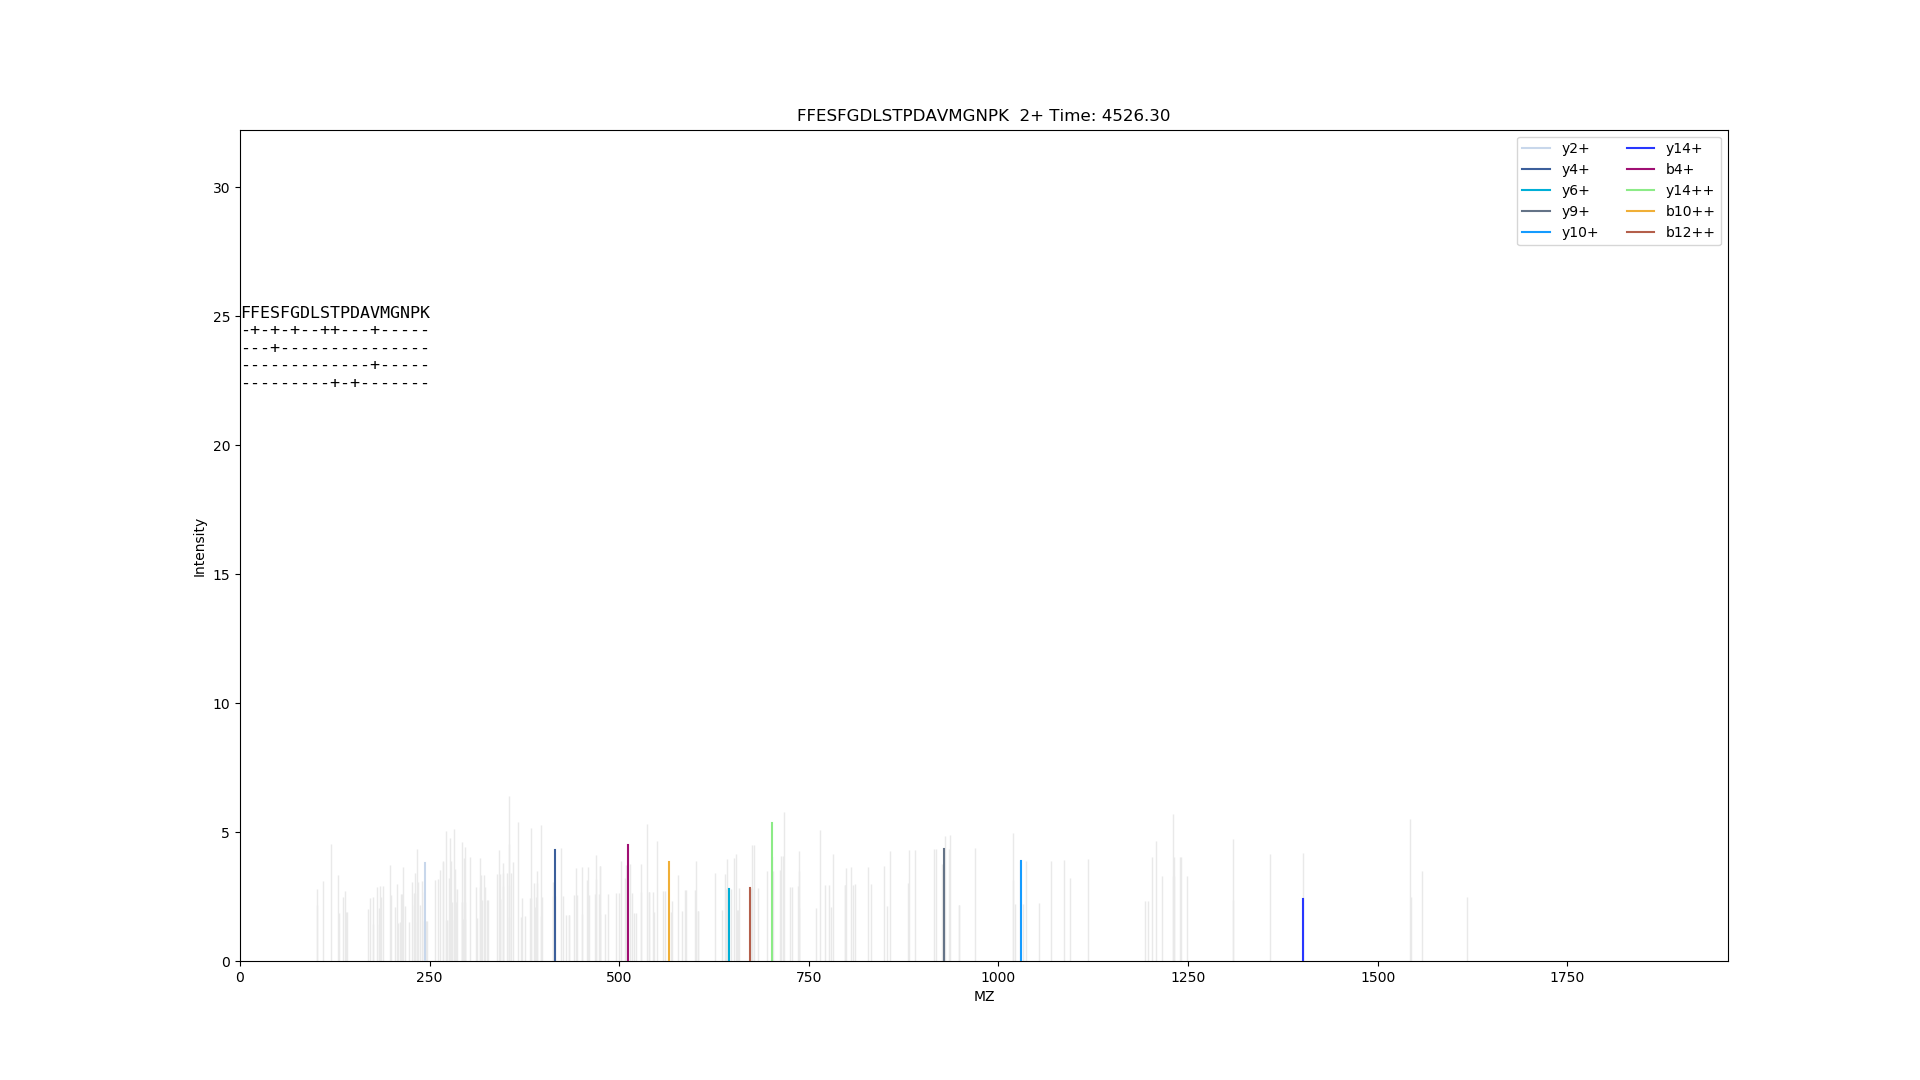 FFESFGDLSTPDAVMGNPK  2+ Time: 4526.30
y2+
y4+
y6+
y9+
y10+
y14+
b4+
y14++
b10++
b12++
FFESFGDLSTPDAVMGNPK
-+-+-+--++---+-----
---+---------------
-------------+-----
---------+-+-------
Intensity
30
25
20
15
10
5
0
0
250
500
750
1000
1250
1500
1750
MZ